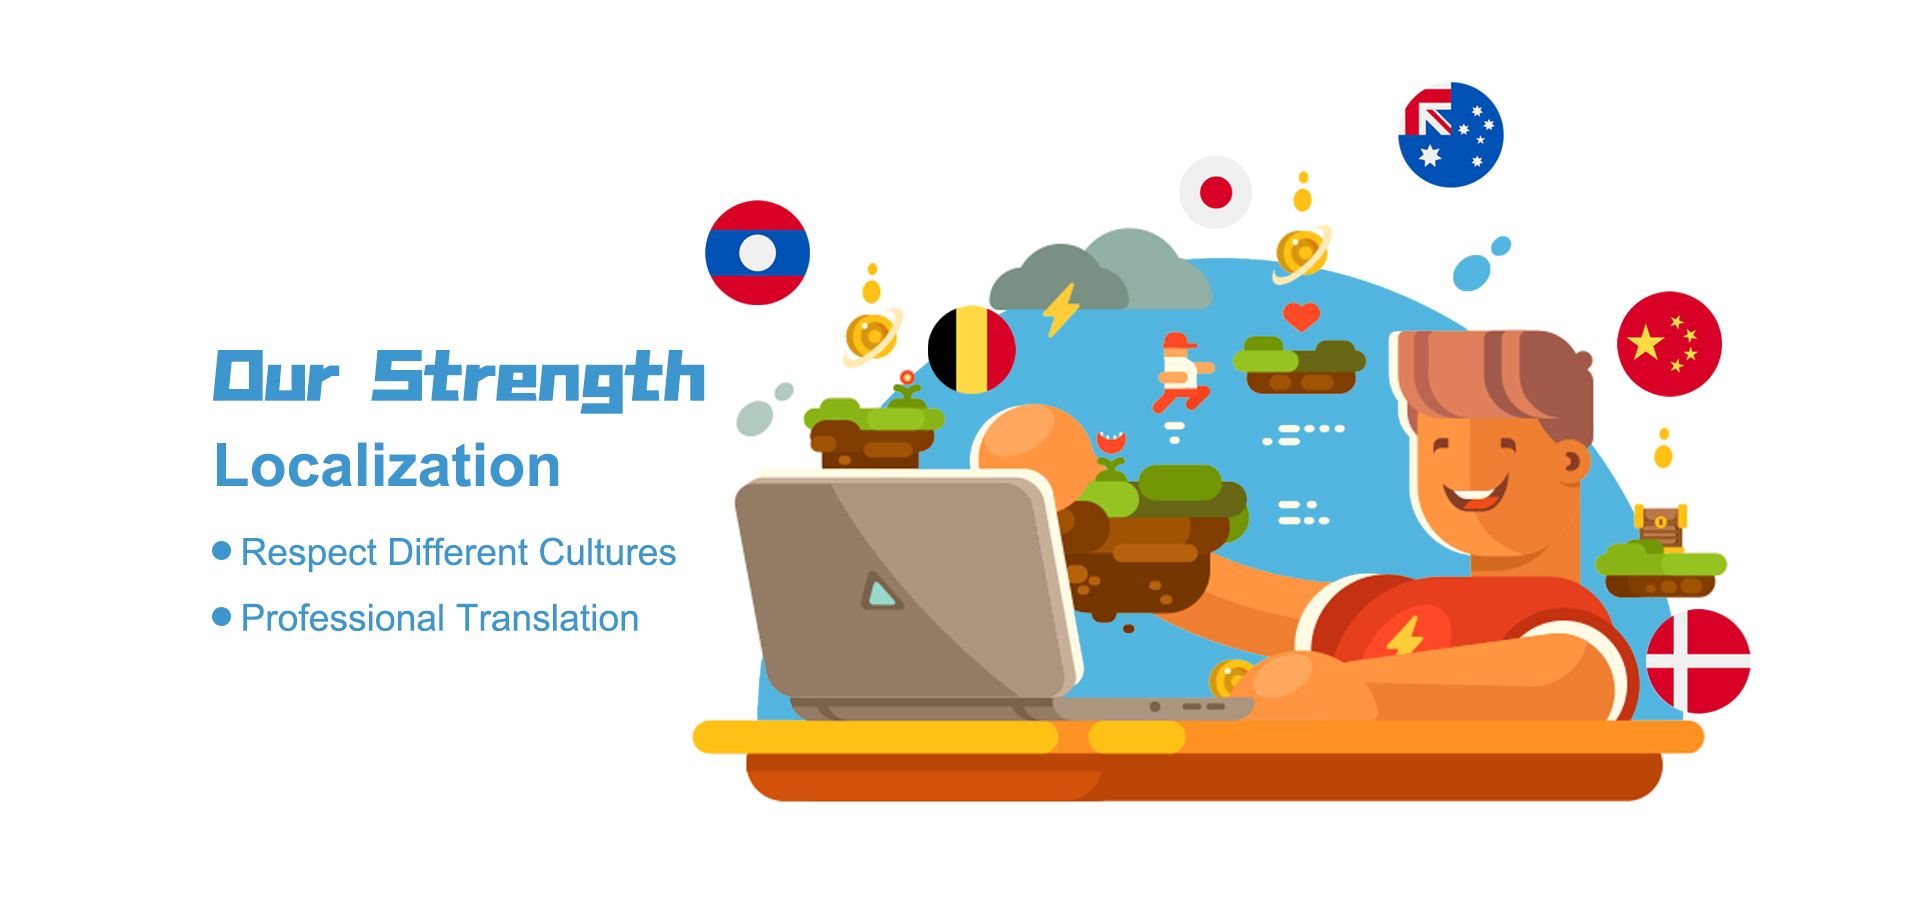 Our Strength
Localization
● Respect Different Cultures
● Professional Translation